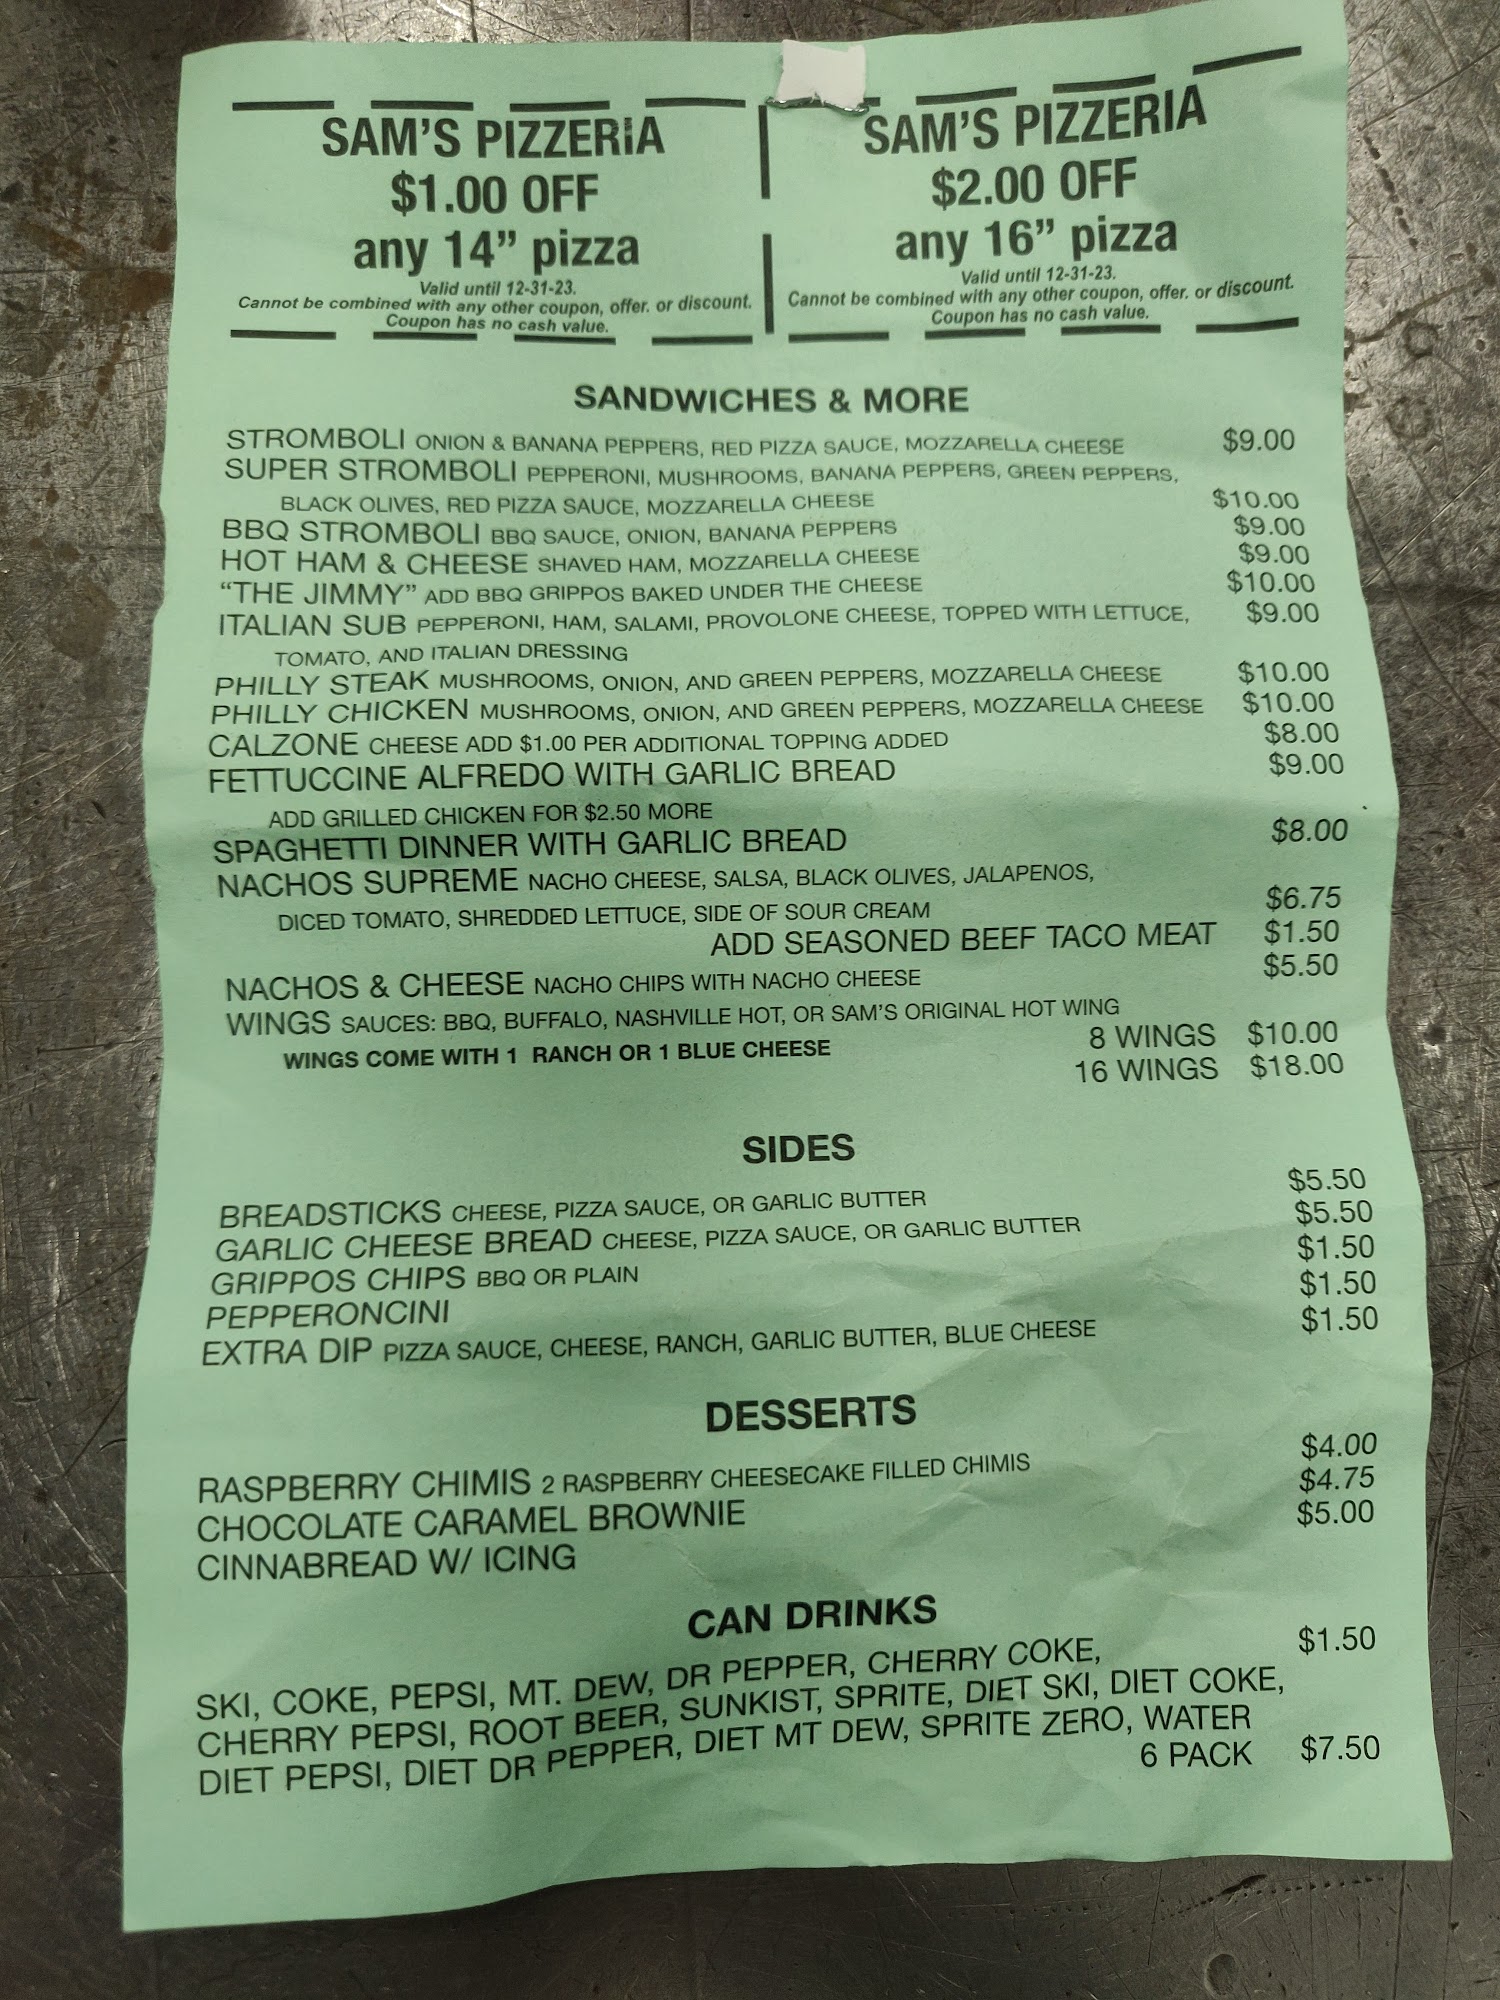 SAM'S PIZZERIA
$1.00 OFF
any 14" pizza
Valid until 12-31-23.
Cannot be combined with any other coupon, offer. or discount.
Coupon has no cash value.
SAM'S PIZZERIA
$2.00 OFF
any 16" pizza
Valid until 12-31-23.
Cannot be combined with any other coupon, offer. or discount.
Coupon has no cash value.
SANDWICHES & MORE
STROMBOLI ONION & BANANA PEPPERS, RED PIZZA SAUCE, MOZZARELLA CHEESE $9.00
SUPER STROMBOLI PEPPERONI, MUSHROOMS, BANANA PEPPERS, GREEN PEPPERS,
BLACK OLIVES, RED PIZZA SAUCE, MOZZARELLA CHEESE $10.00
BBQ STROMBOLI BBQ SAUCE, ONION, BANANA PEPPERS $9.00
HOT HAM & CHEESE SHAVED HAM, MOZZARELLA CHEESE $9.00
"THE JIMMY" ADD BBQ GRIPPOS BAKED UNDER THE CHEESE $10.00
ITALIAN SUB PEPPERONI, HAM, SALAMI, PROVOLONE CHEESE, TOPPED WITH LETTUCE, $9.00
TOMATO, AND ITALIAN DRESSING
PHILLY STEAK MUSHROOMS, ONION, AND GREEN PEPPERS, MOZZARELLA CHEESE $10.00
PHILLY CHICKEN MUSHROOMS, ONION, AND GREEN PEPPERS, MOZZARELLA CHEESE $10.00
CALZONE CHEESE ADD $1.00 PER ADDITIONAL TOPPING ADDED $8.00
FETTUCCINE ALFREDO WITH GARLIC BREAD $9.00
ADD GRILLED CHICKEN FOR $2.50 MORE
SPAGHETTI DINNER WITH GARLIC BREAD $8.00
NACHOS SUPREME NACHO CHEESE, SALSA, BLACK OLIVES, JALAPENOS,
DICED TOMATO, SHREDDED LETTUCE, SIDE OF SOUR CREAM $6.75
ADD SEASONED BEEF TACO MEAT $1.50
NACHOS & CHEESE NACHO CHIPS WITH NACHO CHEESE $5.50
WINGS SAUCES: BBQ, BUFFALO, NASHVILLE HOT, OR SAM'S ORIGINAL HOT WING
WINGS COME WITH 1 RANCH OR 1 BLUE CHEESE 8 WINGS $10.00
16 WINGS $18.00
SIDES
BREADSTICKS CHEESE, PIZZA SAUCE, OR GARLIC BUTTER $5.50
GARLIC CHEESE BREAD CHEESE, PIZZA SAUCE, OR GARLIC BUTTER $5.50
GRIPPOS CHIPS BBQ OR PLAIN $1.50
PEPPERONCINI $1.50
EXTRA DIP PIZZA SAUCE, CHEESE, RANCH, GARLIC BUTTER, BLUE CHEESE $1.50
DESSERTS
RASPBERRY CHIMIS 2 RASPBERRY CHEESECAKE FILLED CHIMIS $4.00
CHOCOLATE CARAMEL BROWNIE $4.75
CINNABREAD W/ ICING $5.00
CAN DRINKS
SKI, COKE, PEPSI, MT. DEW, DR PEPPER, CHERRY COKE, $1.50
CHERRY PEPSI, ROOT BEER, SUNKIST, SPRITE, DIET SKI, DIET COKE,
DIET PEPSI, DIET DR PEPPER, DIET MT DEW, SPRITE ZERO, WATER
6 PACK $7.50